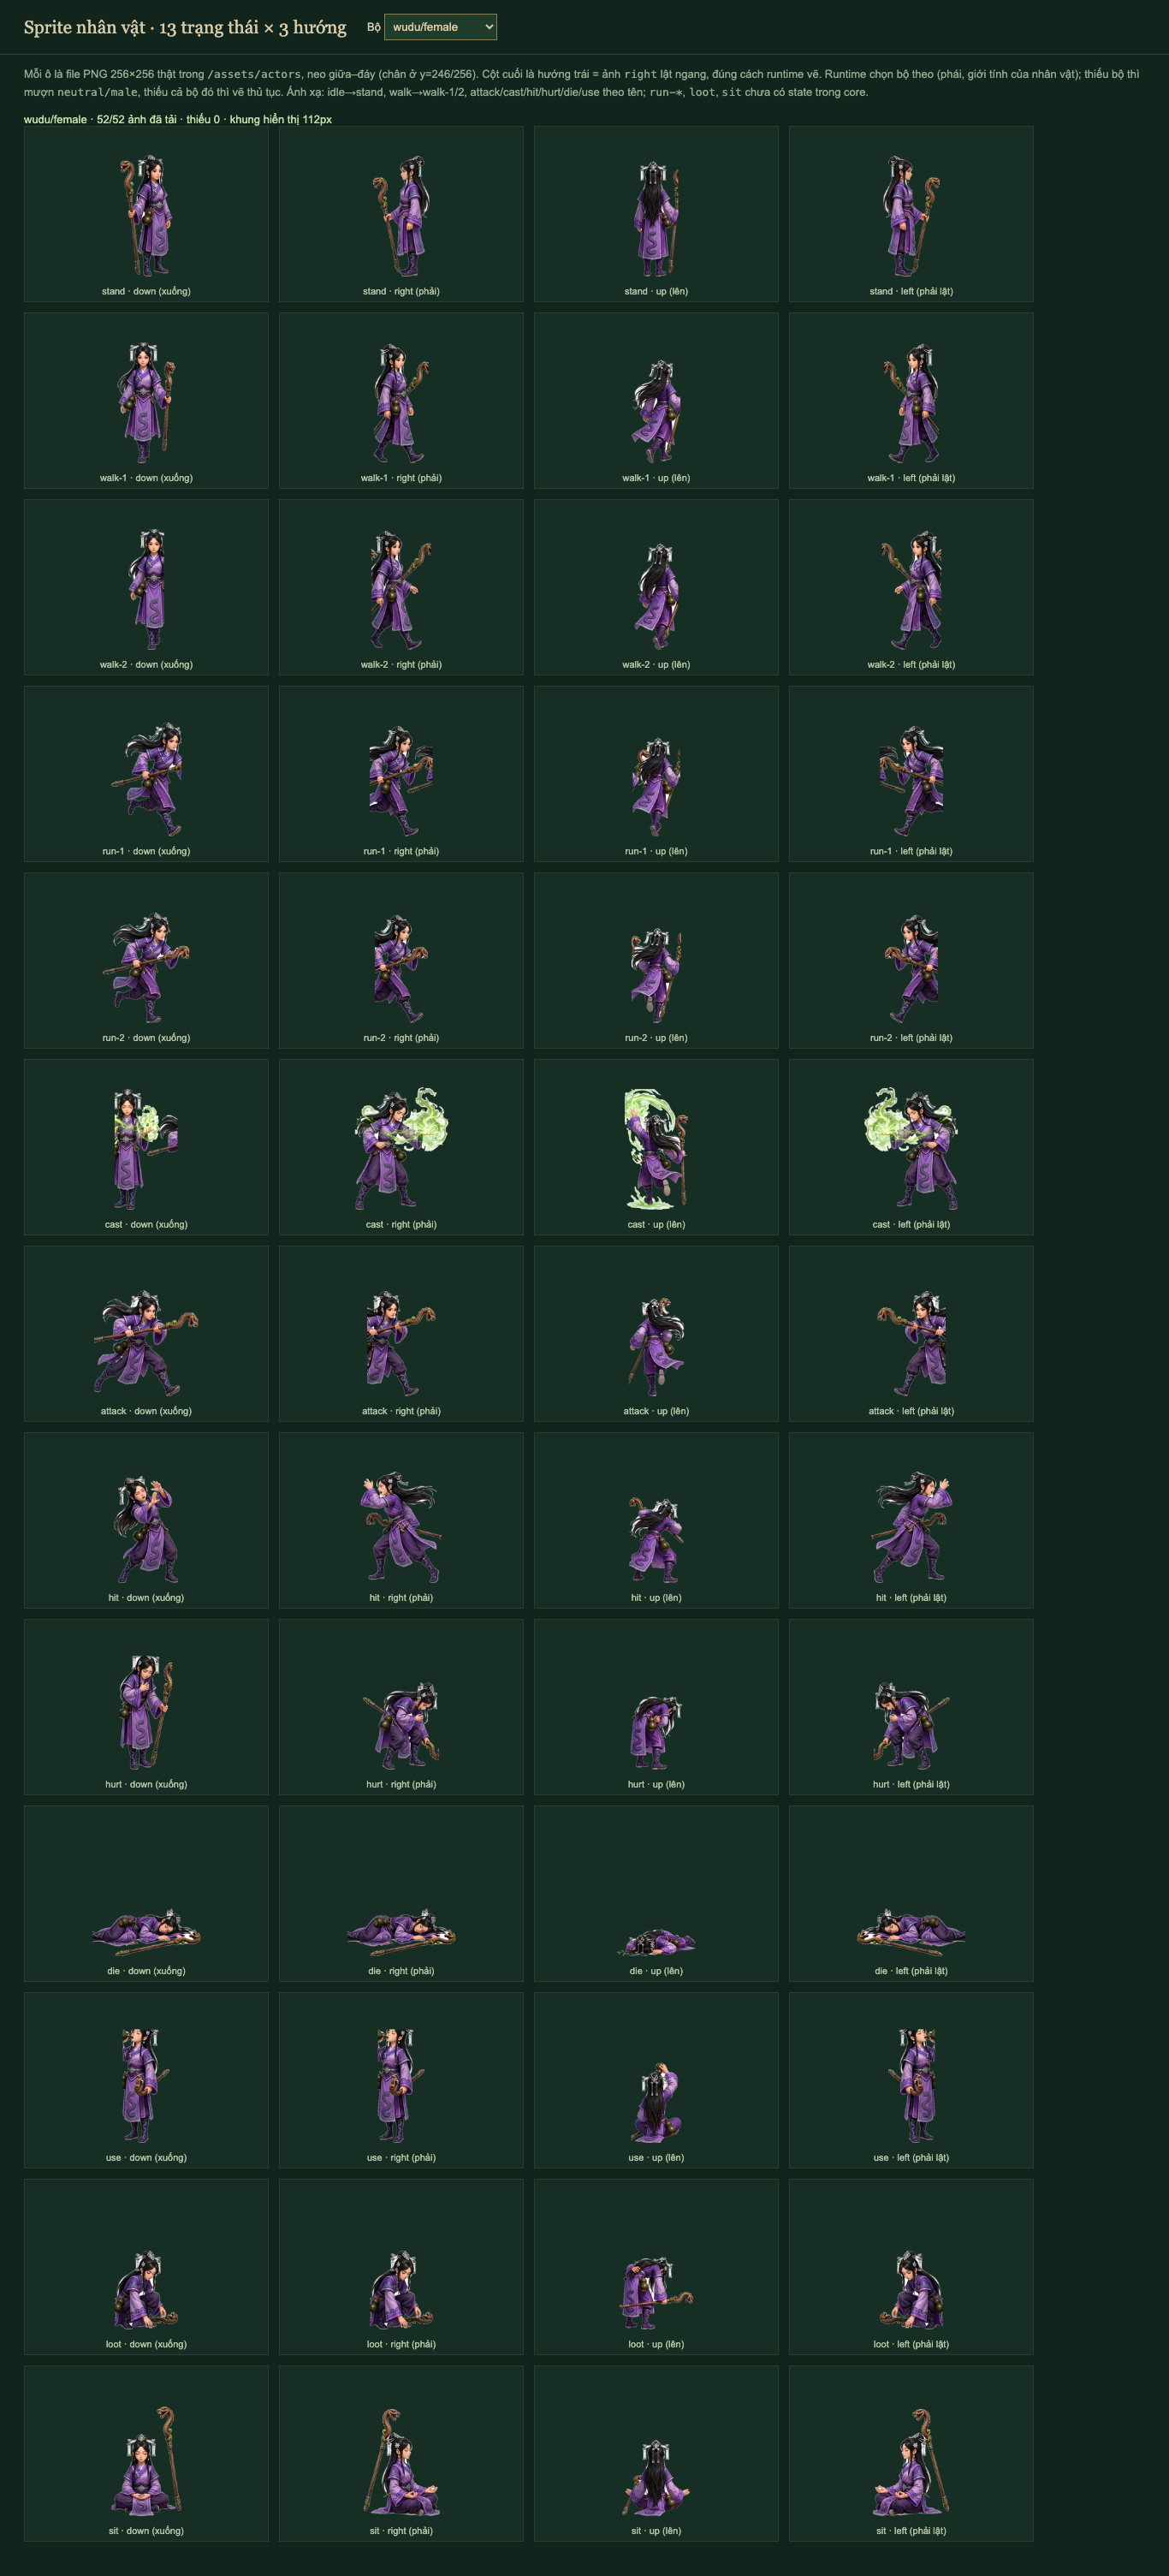 Sprite nhân vật · 13 trạng thái × 3 hướng
Bộ wudu/female
Mỗi ô là file PNG 256×256 thật trong /assets/actors, neo giữa–đáy (chân ở y=246/256). Cột cuối là hướng trái = ảnh right lật ngang, đúng cách runtime vẽ. Runtime chọn bộ theo (phái, giới tính của nhân vật); thiếu bộ thì
mượn neutral/male, thiếu cả bộ đó thì vẽ thủ tục. Ánh xạ: idle→stand, walk→walk-1/2, attack/cast/hit/hurt/die/use theo tên; run-*, loot, sit chưa có state trong core.
wudu/female · 52/52 ảnh đã tải · thiếu 0 · khung hiển thị 112px
stand · down (xuống)
stand · right (phải)
stand · up (lên)
stand · left (phải lật)
walk-1 · down (xuống)
walk-1 · right (phải)
walk-1 · up (lên)
walk-1 · left (phải lật)
walk-2 · down (xuống)
walk-2 · right (phải)
walk-2 · up (lên)
walk-2 · left (phải lật)
run-1 · down (xuống)
run-1 · right (phải)
run-1 · up (lên)
run-1 · left (phải lật)
run-2 · down (xuống)
run-2 · right (phải)
run-2 · up (lên)
run-2 · left (phải lật)
cast · down (xuống)
cast · right (phải)
cast · up (lên)
cast · left (phải lật)
attack · down (xuống)
attack · right (phải)
attack · up (lên)
attack · left (phải lật)
hit · down (xuống)
hit · right (phải)
hit · up (lên)
hit · left (phải lật)
hurt · down (xuống)
hurt · right (phải)
hurt · up (lên)
hurt · left (phải lật)
die · down (xuống)
die · right (phải)
die · up (lên)
die · left (phải lật)
use · down (xuống)
use · right (phải)
use · up (lên)
use · left (phải lật)
loot · down (xuống)
loot · right (phải)
loot · up (lên)
loot · left (phải lật)
sit · down (xuống)
sit · right (phải)
sit · up (lên)
sit · left (phải lật)